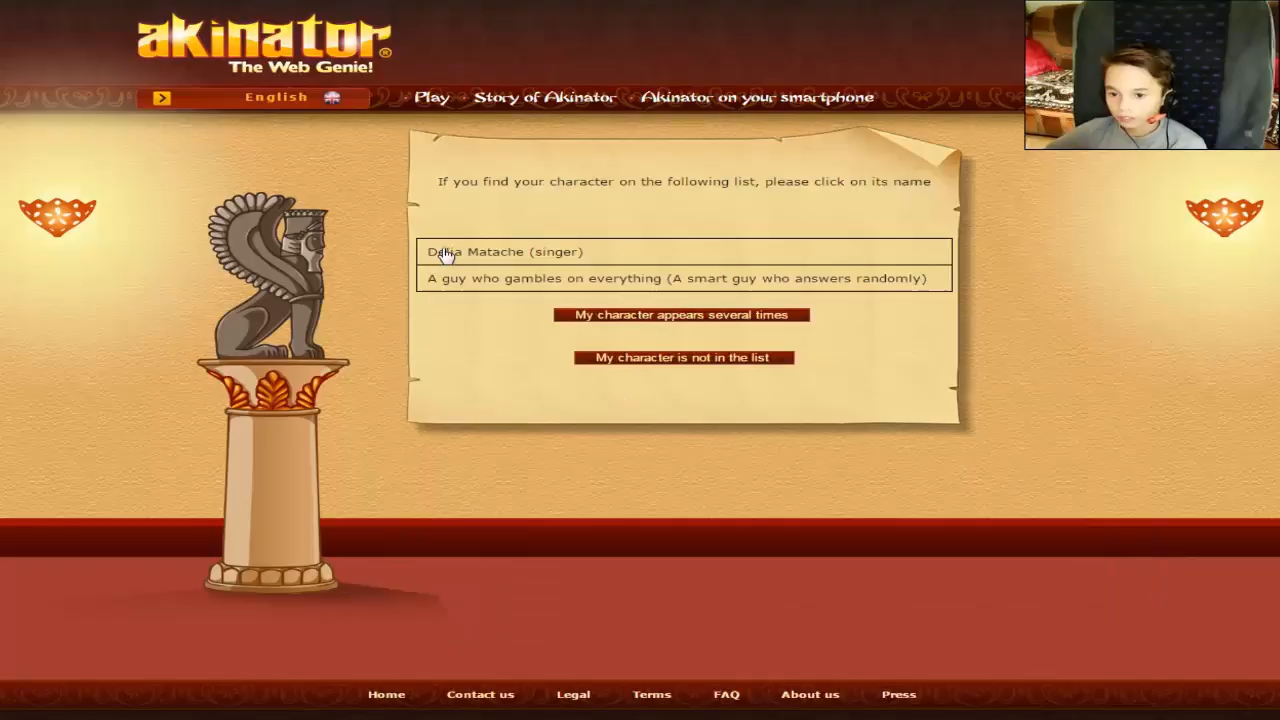 akinator®
The Web Genie!
English
Play
Story of Akinator
Akinator on your smartphone
If you find your character on the following list, please click on its name
Matache (singer)
A guy who gambles on everything (A smart guy who answers randomly)
My character appears several times
My character is not in the list
Home
Contact us
Legal
Terms
FAQ
About us
Press